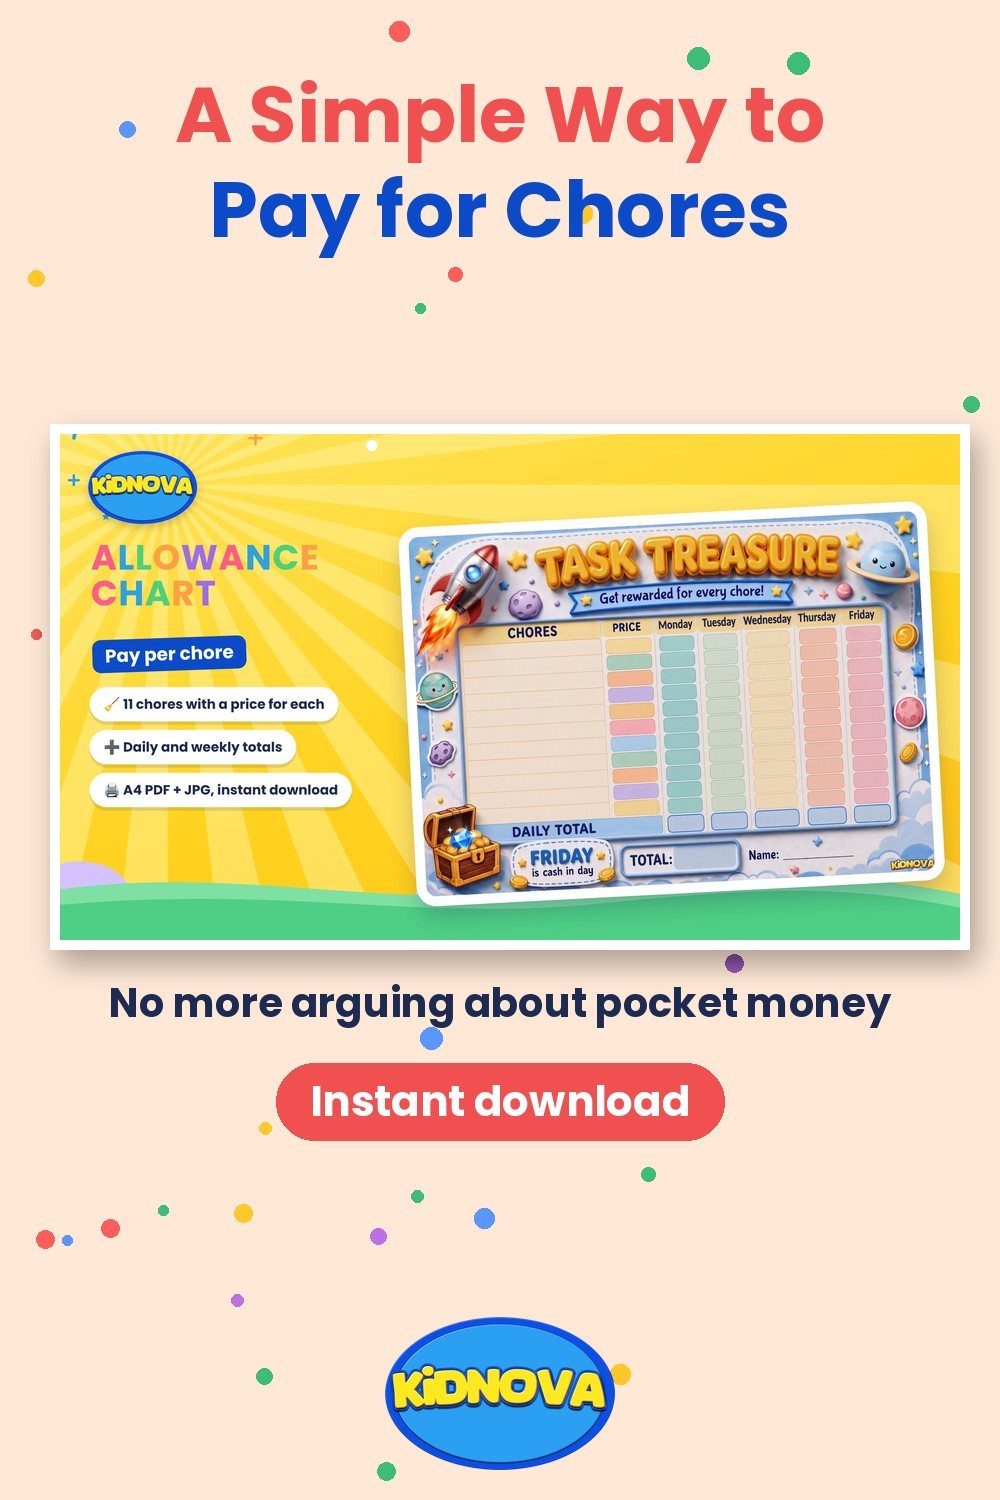 A Simple Way to
Pay for Chores
KiDNOVA
ALLOWANCE
CHART
Pay per chore
11 chores with a price for each
Daily and weekly totals
A4 PDF + JPG, instant download
TASK TREASURE
Get rewarded for every chore!
CHORES PRICE Monday Tuesday Wednesday Thursday Friday
DAILY TOTAL
FRIDAY
is cash in day
TOTAL:
Name:
KiDNOVA
No more arguing about pocket money
Instant download
KiDNOVA